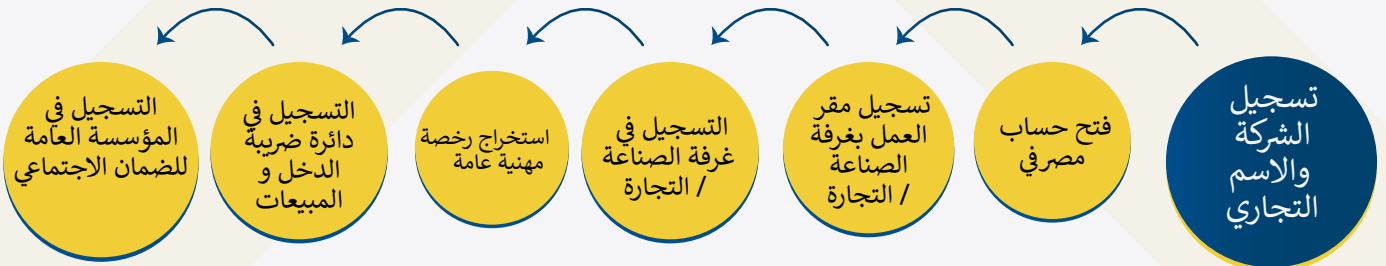 تسجيل
الشركة
والاسم
التجاري
فتح حساب
مصرفي
تسجيل مقر
العمل بغرفة
الصناعة
/ التجارة
التسجيل في
غرفة الصناعة
/ التجارة
استخراج رخصة
مهنية عامة
التسجيل في
دائرة ضريبة
الدخل و
المبيعات
التسجيل في
المؤسسة العامة
للضمان الاجتماعي